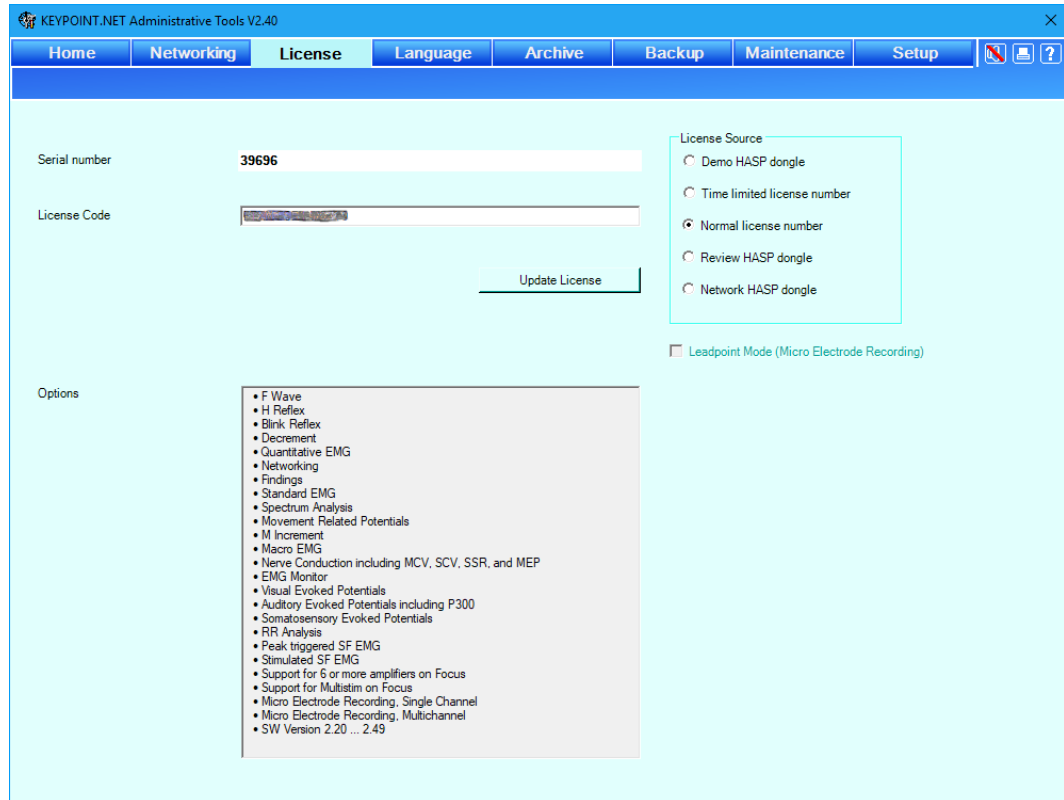 KEYPOINT.NET Administrative Tools V2.40
Home Networking License Language Archive Backup Maintenance Setup ?
Serial number 39696
License Code
Update License
License Source
Demo HASP dongle
Time limited license number
Normal license number
Review HASP dongle
Network HASP dongle
Leadpoint Mode (Micro Electrode Recording)
Options
• F Wave
• H Reflex
• Blink Reflex
• Decrement
• Quantitative EMG
• Networking
• Findings
• Standard EMG
• Spectrum Analysis
• Movement Related Potentials
• M Increment
• Macro EMG
• Nerve Conduction including MCV, SCV, SSR, and MEP
• EMG Monitor
• Visual Evoked Potentials
• Auditory Evoked Potentials including P300
• Somatosensory Evoked Potentials
• RR Analysis
• Peak triggered SF EMG
• Stimulated SF EMG
• Support for 6 or more amplifiers on Focus
• Support for Multistim on Focus
• Micro Electrode Recording, Single Channel
• Micro Electrode Recording, Multichannel
• SW Version 2.20 ... 2.49